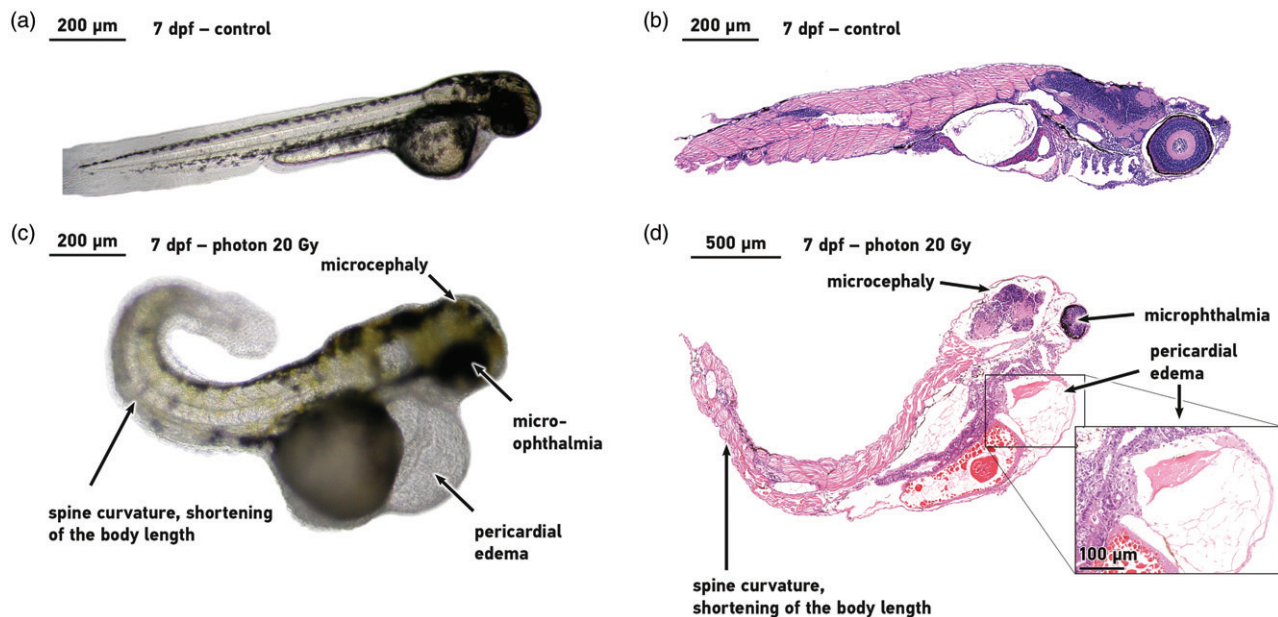 (a)
200 µm 7 dpf – control
(b)
200 µm 7 dpf – control
(c)
200 µm 7 dpf – photon 20 Gy
microcephaly
micro-
ophthalmia
pericardial
edema
spine curvature, shortening
of the body length
(d)
500 µm 7 dpf – photon 20 Gy
microcephaly
microphthalmia
pericardial
edema
100 µm
spine curvature,
shortening of the body length